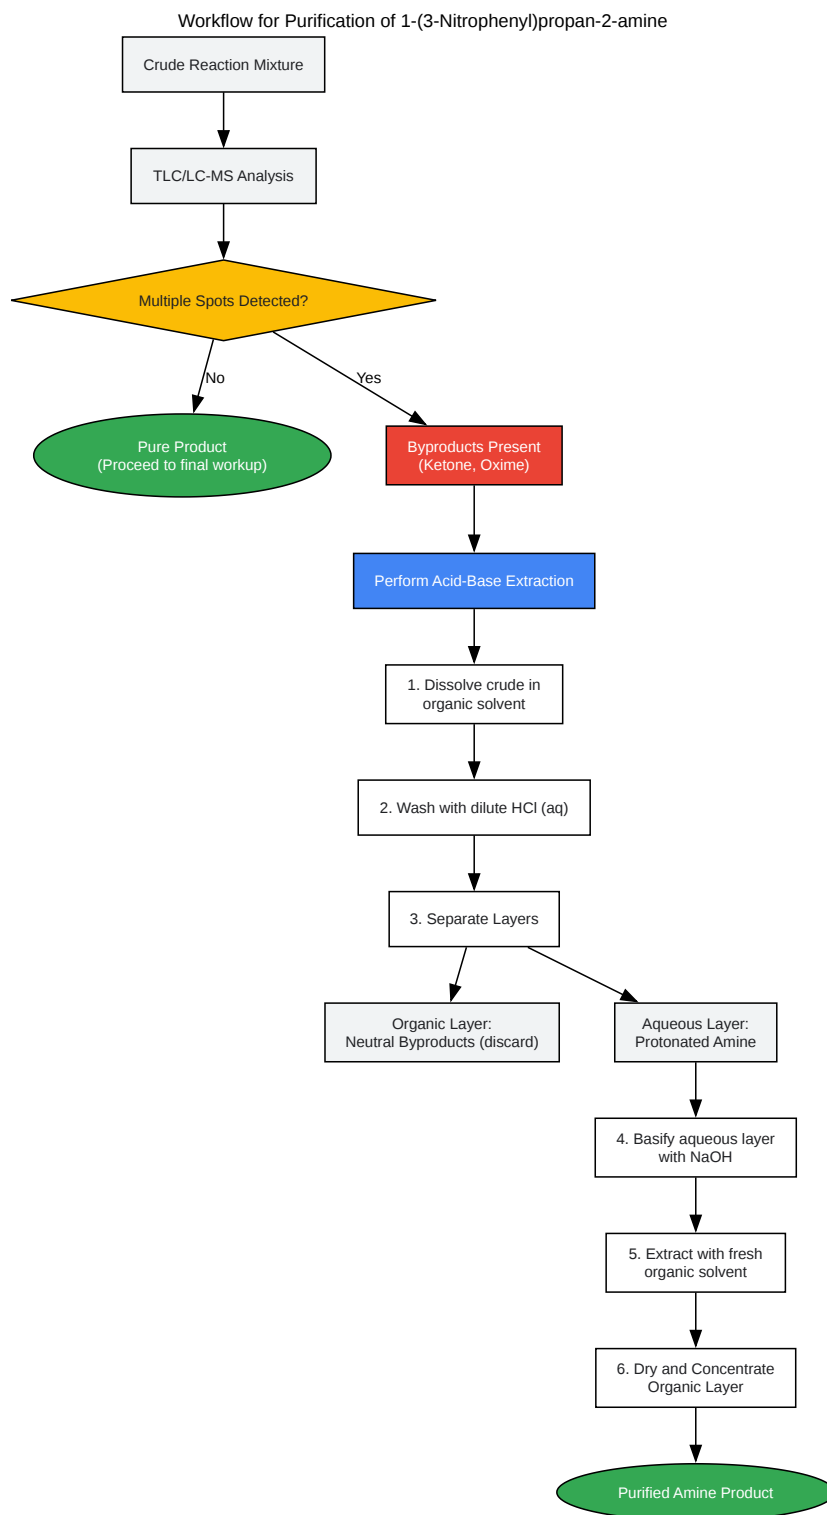 Workflow for Purification of 1-(3-Nitrophenyl)propan-2-amine
Crude Reaction Mixture
TLC/LC-MS Analysis
Multiple Spots Detected?
No
Yes
Pure Product
(Proceed to final workup)
Byproducts Present
(Ketone, Oxime)
Perform Acid-Base Extraction
1. Dissolve crude in
organic solvent
2. Wash with dilute HCl (aq)
3. Separate Layers
Organic Layer:
Neutral Byproducts (discard)
Aqueous Layer:
Protonated Amine
4. Basify aqueous layer
with NaOH
5. Extract with fresh
organic solvent
6. Dry and Concentrate
Organic Layer
Purified Amine Product